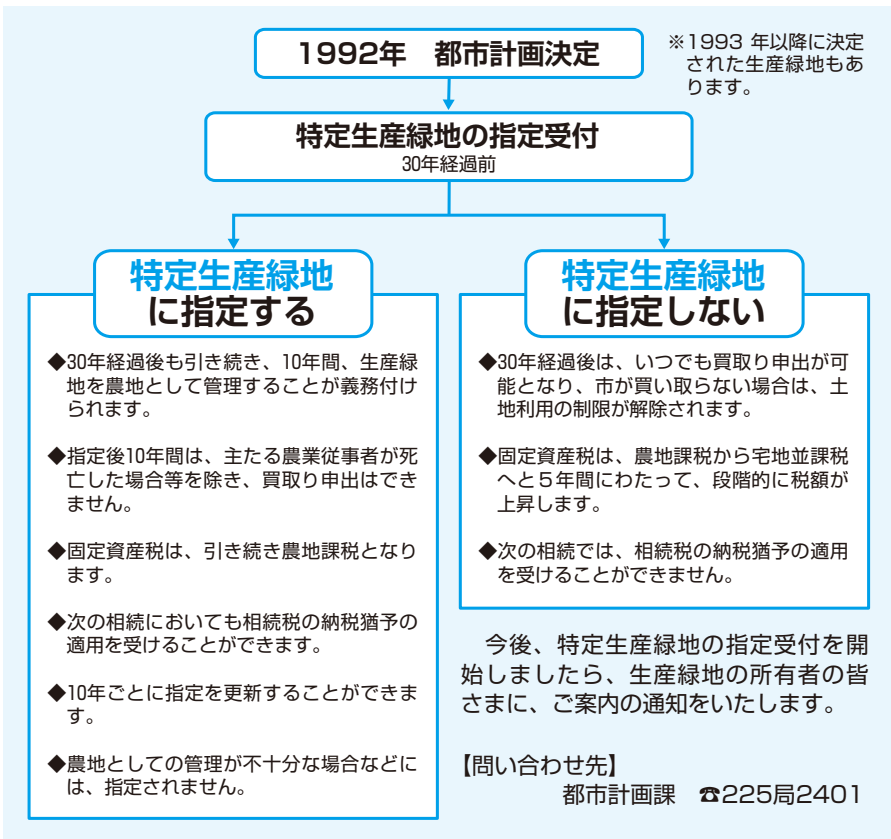 1992年　都市計画決定
※1993 年以降に決定
された生産緑地もあ
ります。
特定生産緑地の指定受付
30年経過前
特定生産緑地
に指定する
◆30年経過後も引き続き、10年間、生産緑
地を農地として管理することが義務付け
られます。
◆指定後10年間は、主たる農業従事者が死
亡した場合等を除き、買取り申出はでき
ません。
◆固定資産税は、引き続き農地課税となり
ます。
◆次の相続においても相続税の納税猶予の
適用を受けることができます。
◆10年ごとに指定を更新することができま
す。
◆農地としての管理が不十分な場合などに
は、指定されません。
特定生産緑地
に指定しない
◆30年経過後は、いつでも買取り申出が可
能となり、市が買い取らない場合は、土
地利用の制限が解除されます。
◆固定資産税は、農地課税から宅地並課税
へと５年間にわたって、段階的に税額が
上昇します。
◆次の相続では、相続税の納税猶予の適用
を受けることができません。
今後、特定生産緑地の指定受付を開
始しましたら、生産緑地の所有者の皆
さまに、ご案内の通知をいたします。
【問い合わせ先】
都市計画課　☎225局2401